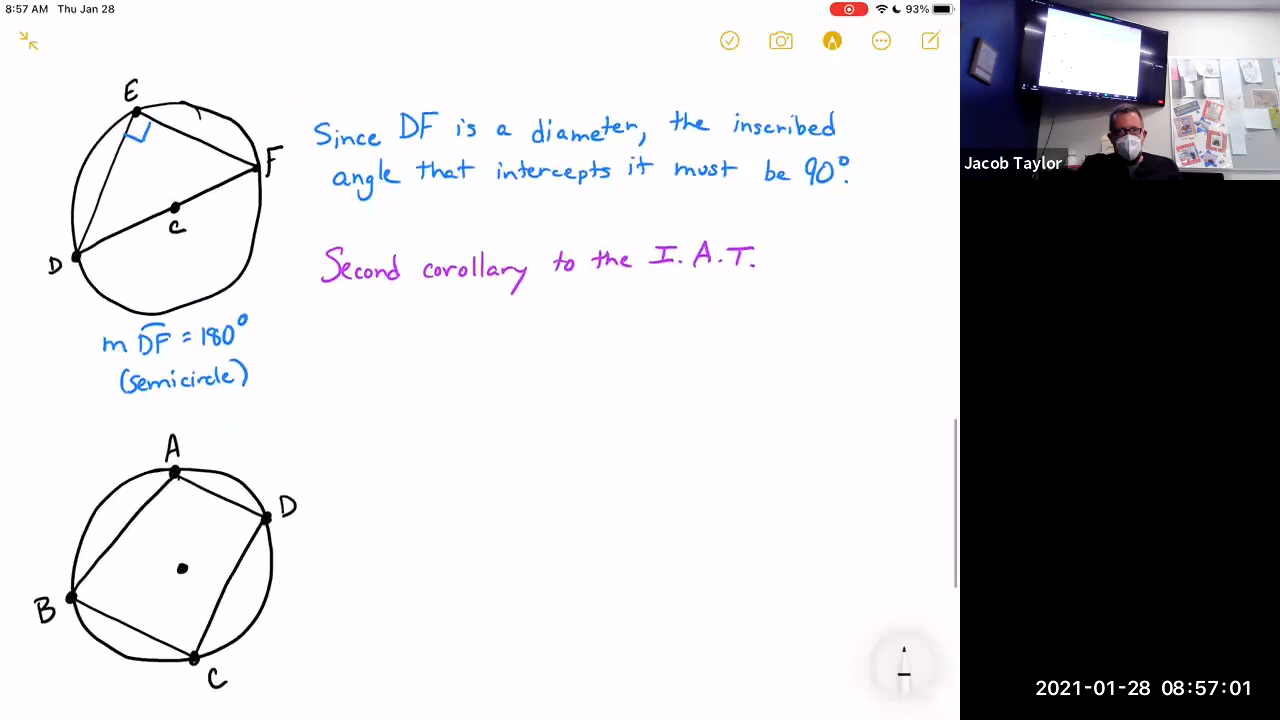 8:57 AM Thu Jan 28
93%
E
F
C
D
Since DF is a diameter, the inscribed
angle that intercepts it must be 90°.
Second corollary to the I.A.T.
m DF = 180°
(semicircle)
A
D
B
C
Jacob Taylor
2021-01-28 08:57:01